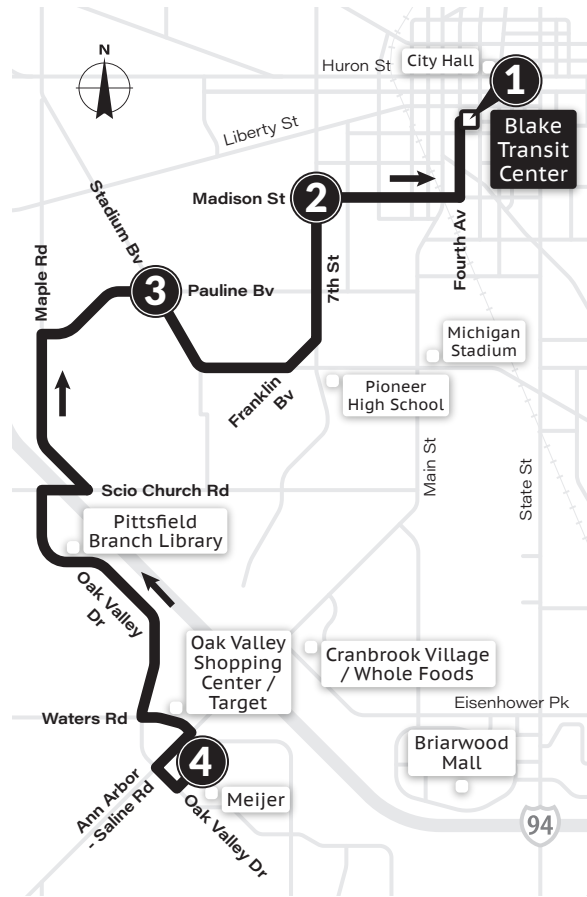 N
Huron St
City Hall
1
Blake
Transit
Center
Liberty St
Stadium Bv
Madison St
2
Fourth Av
Maple Rd
3
Pauline Bv
7th St
Michigan
Stadium
Franklin
Bv
Pioneer
High School
Main St
State St
Scio Church Rd
Pittsfield
Branch Library
Oak Valley
Dr
Oak Valley
Shopping
Center /
Target
Cranbrook Village
/ Whole Foods
Waters Rd
Eisenhower Pk
4
Briarwood
Mall
Ann Arbor
- Saline Rd
Meijer
Oak Valley Dr
94